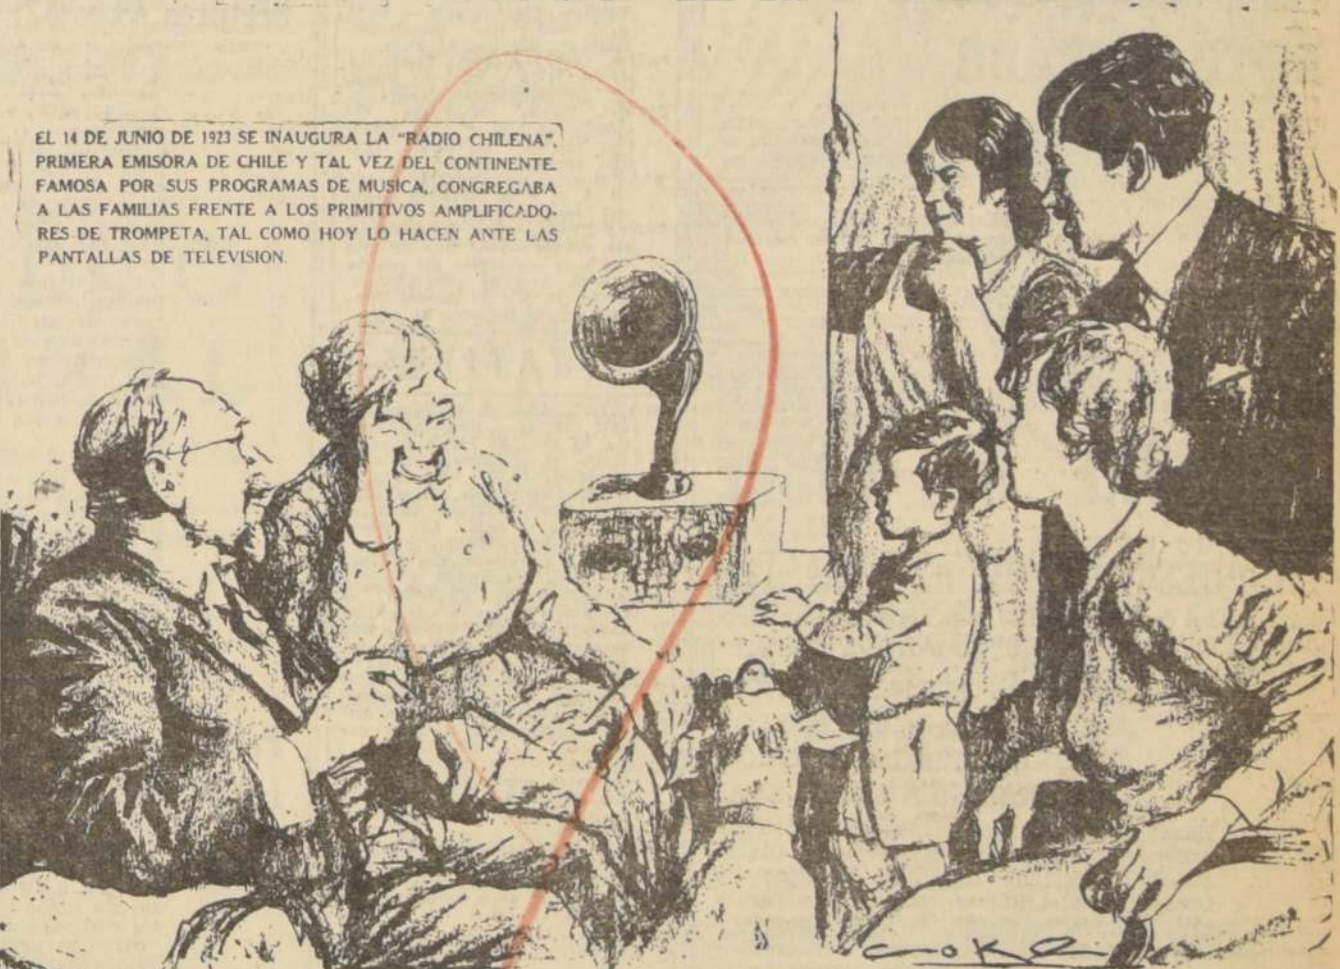 EL 14 DE JUNIO DE 1923 SE INAUGURA LA "RADIO CHILENA",
PRIMERA EMISORA DE CHILE Y TAL VEZ DEL CONTINENTE.
FAMOSA POR SUS PROGRAMAS DE MUSICA, CONGREGABA
A LAS FAMILIAS FRENTE A LOS PRIMITIVOS AMPLIFICADO-
RES DE TROMPETA, TAL COMO HOY LO HACEN ANTE LAS
PANTALLAS DE TELEVISION.
COKE